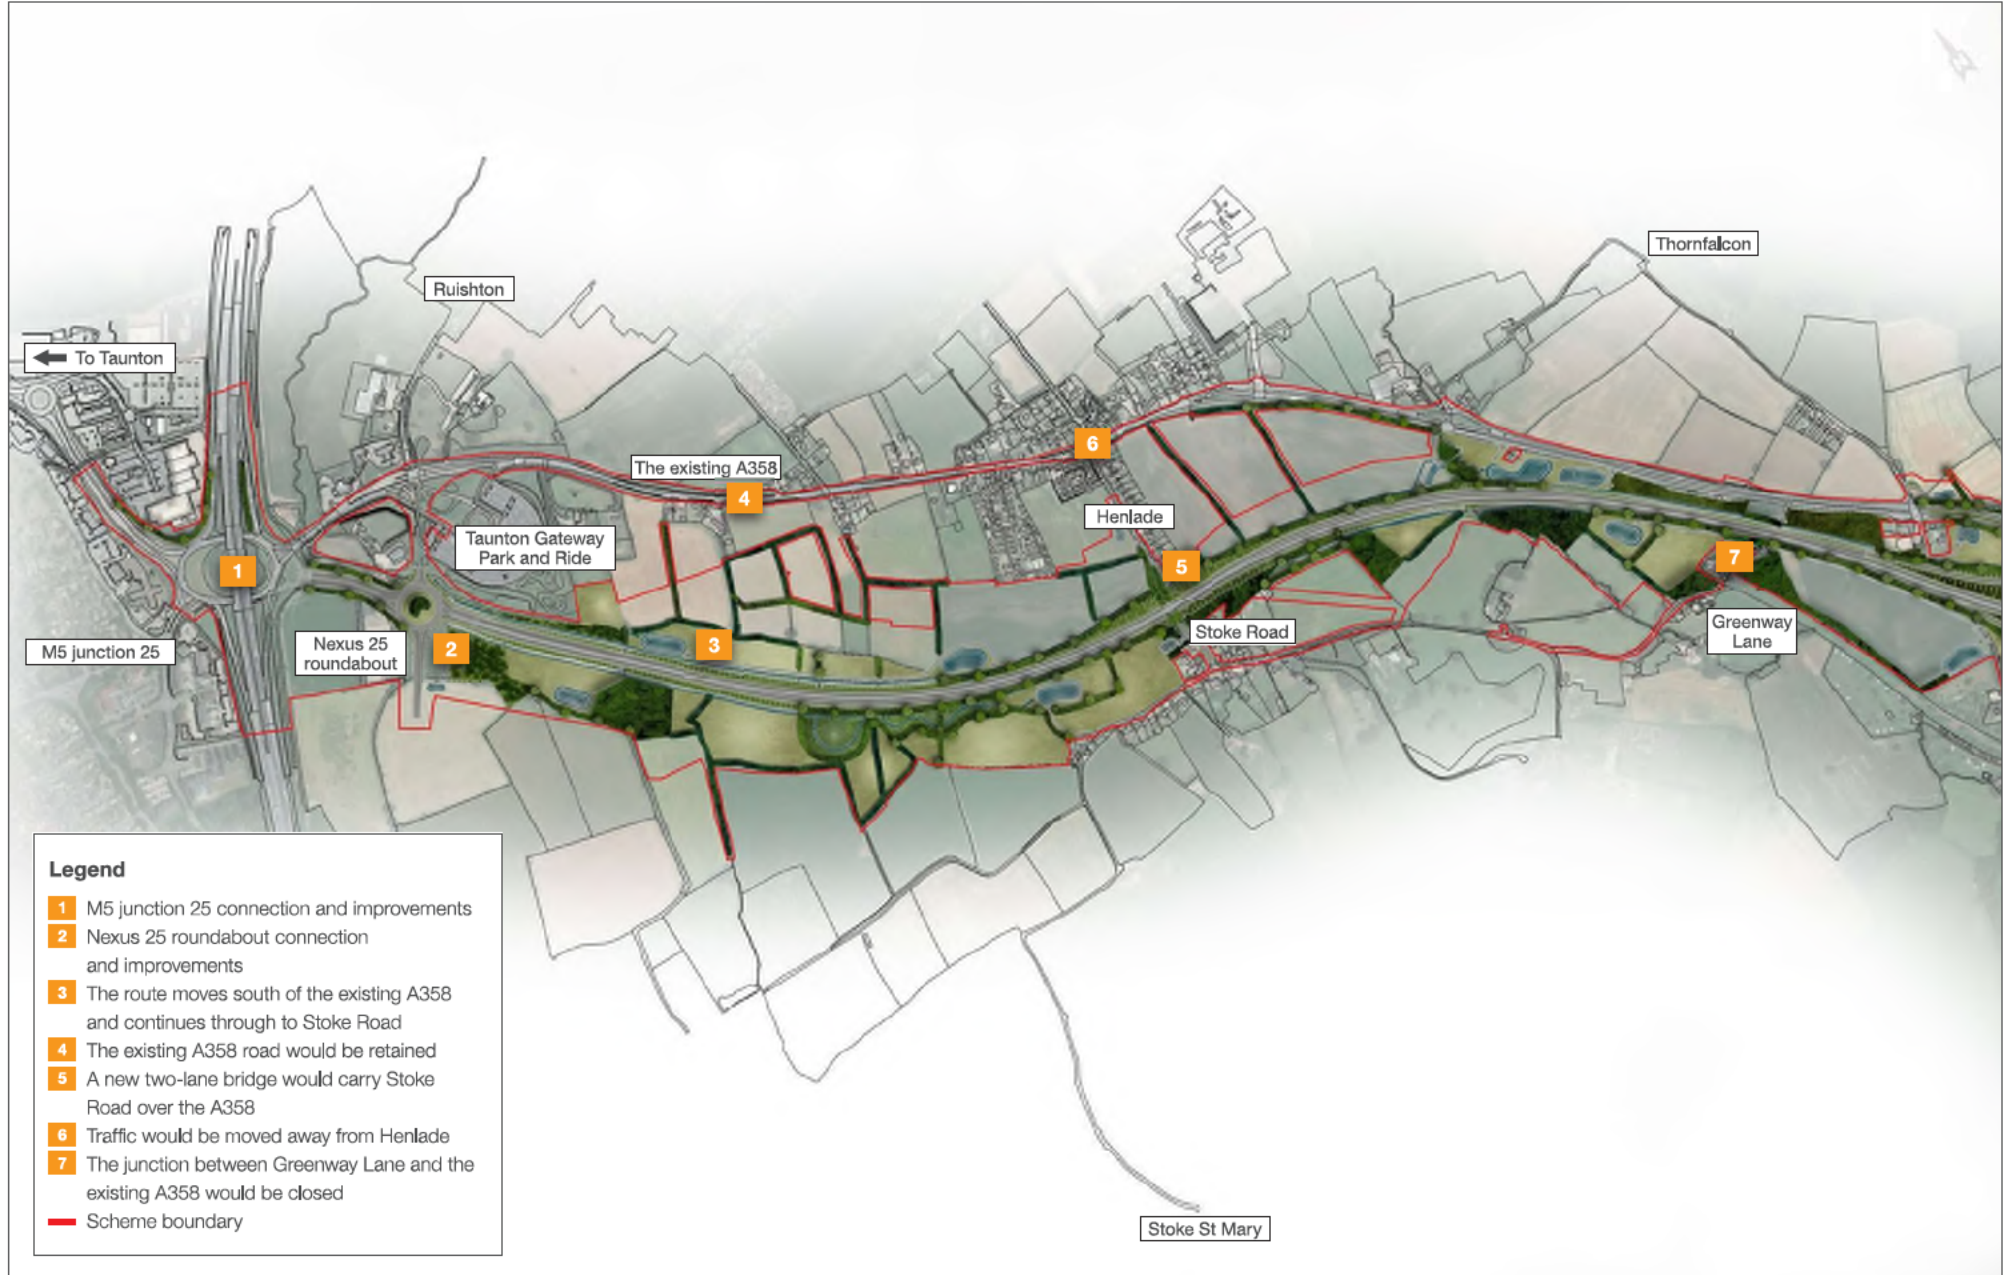 Thornfalcon
Ruishton
To Taunton
6
The existing A358
4
Henlade
Taunton Gateway
Park and Ride
1
5
7
Stoke Road
Greenway
Lane
M5 junction 25
Nexus 25
roundabout
2
3
Legend
1 M5 junction 25 connection and improvements
2 Nexus 25 roundabout connection
and improvements
3 The route moves south of the existing A358
and continues through to Stoke Road
4 The existing A358 road would be retained
5 A new two-lane bridge would carry Stoke
Road over the A358
6 Traffic would be moved away from Henlade
7 The junction between Greenway Lane and the
existing A358 would be closed
Scheme boundary
Stoke St Mary